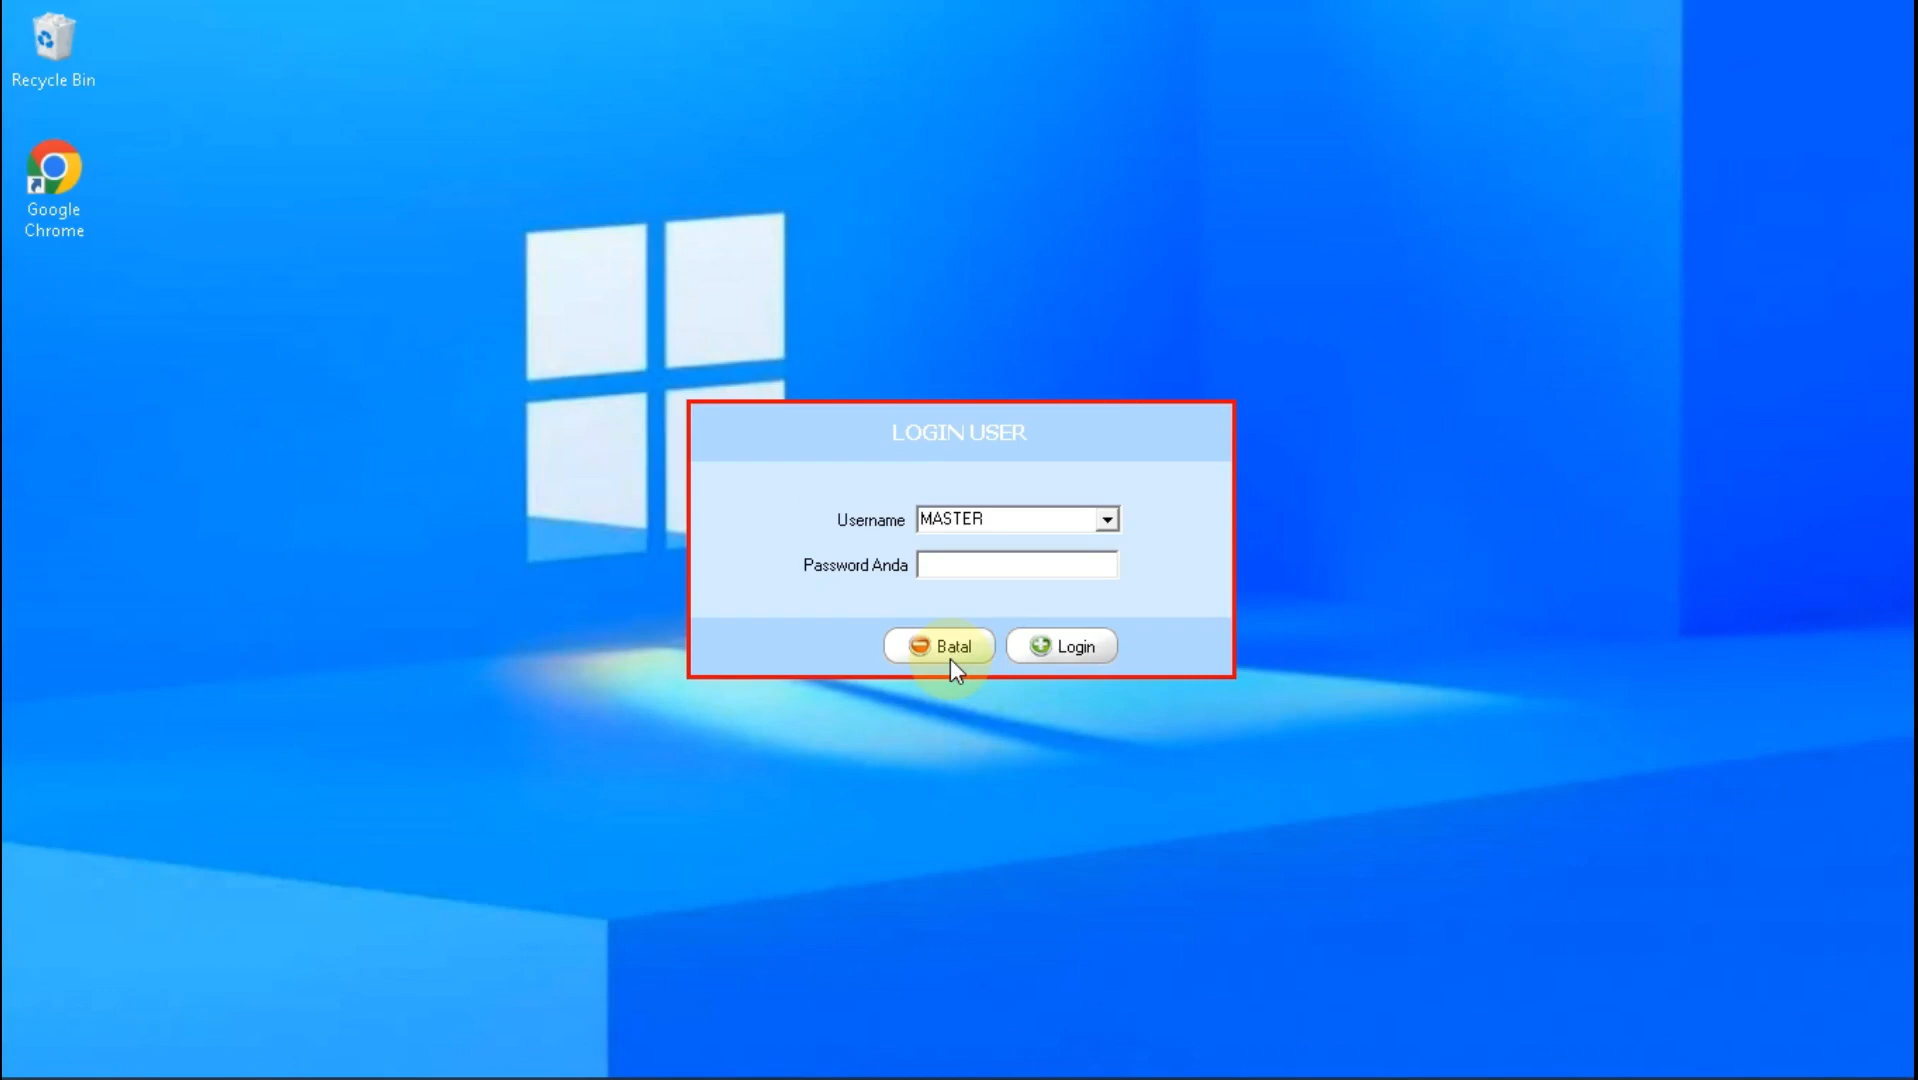 Recycle Bin
Google
Chrome
LOGIN USER
Username MASTER
Password Anda
Batal Login